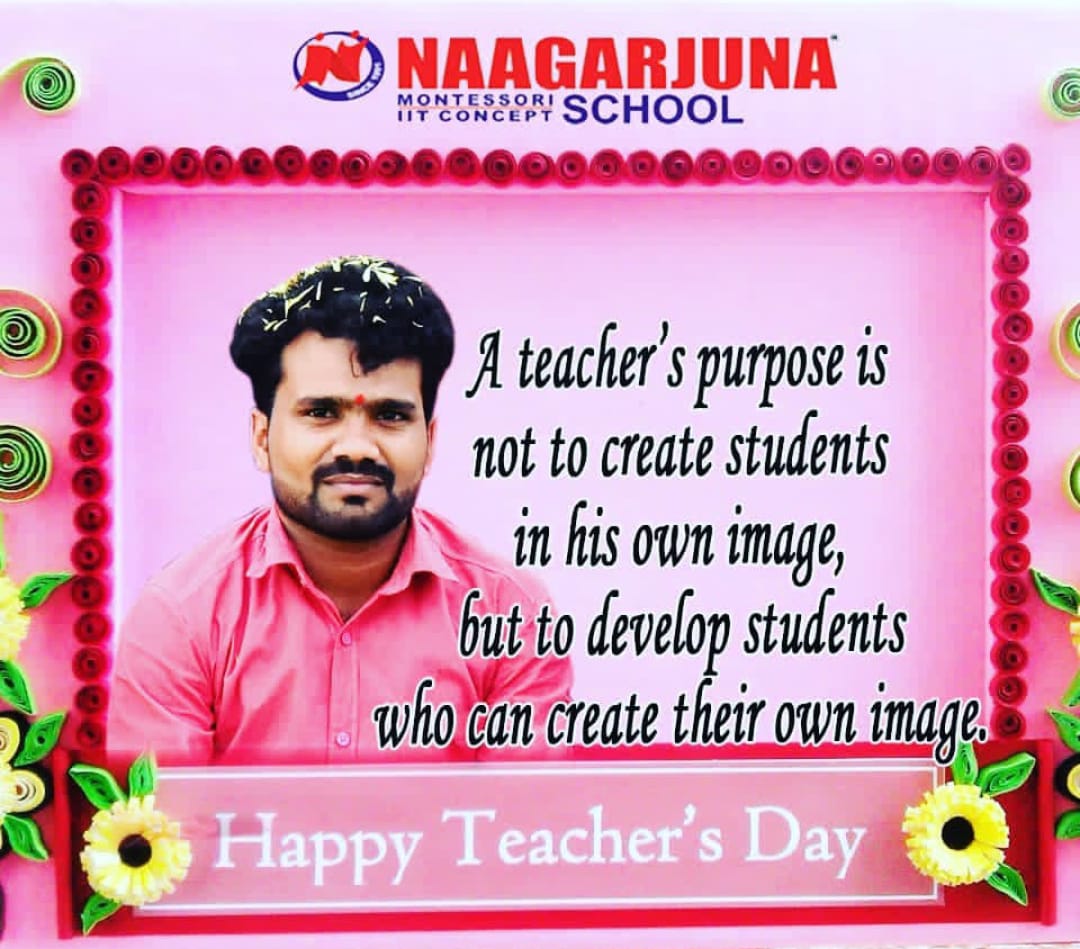 NAAGARJUNA
MONTESSORI
IIT CONCEPT SCHOOL
A teacher's purpose is
not to create students
in his own image,
but to develop students
who can create their own image.
Happy Teacher's Day